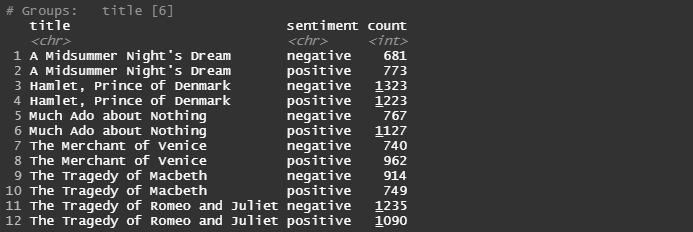 # Groups:   title [6]
   title                            sentiment count
   <chr>                            <chr>     <int>
 1 A Midsummer Night's Dream        negative    681
 2 A Midsummer Night's Dream        positive    773
 3 Hamlet, Prince of Denmark        negative   1323
 4 Hamlet, Prince of Denmark        positive   1223
 5 Much Ado about Nothing           negative    767
 6 Much Ado about Nothing           positive   1127
 7 The Merchant of Venice           negative    740
 8 The Merchant of Venice           positive    962
 9 The Tragedy of Macbeth           negative    914
10 The Tragedy of Macbeth           positive    749
11 The Tragedy of Romeo and Juliet negative   1235
12 The Tragedy of Romeo and Juliet positive   1090